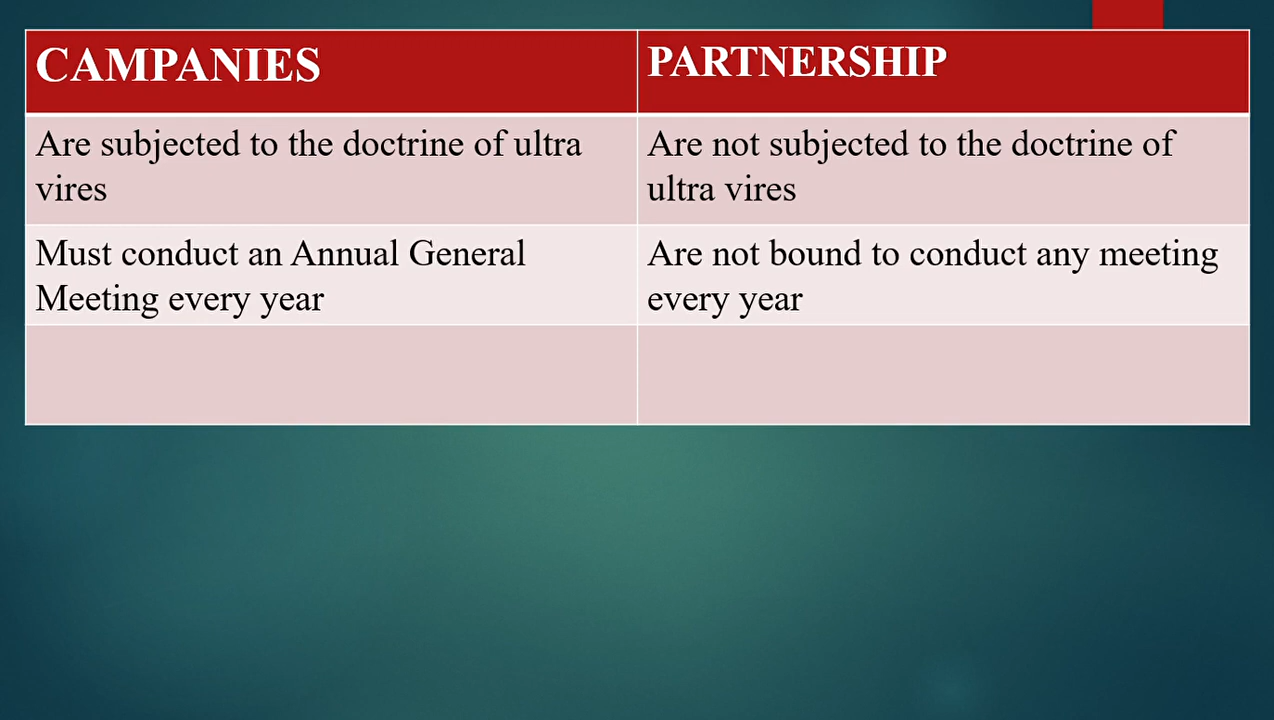 CAMPANIES
PARTNERSHIP
Are subjected to the doctrine of ultra
vires
Are not subjected to the doctrine of
ultra vires
Must conduct an Annual General
Meeting every year
Are not bound to conduct any meeting
every year